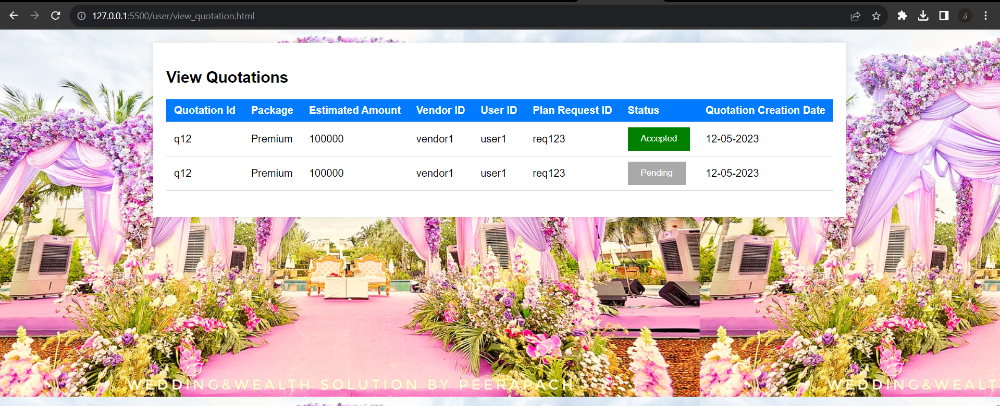 127.0.0.1:5500/user/view_quotation.html
View Quotations
Quotation Id Package Estimated Amount Vendor ID User ID Plan Request ID Status Quotation Creation Date
q12 Premium 100000 vendor1 user1 req123 Accepted 12-05-2023
q12 Premium 100000 vendor1 user1 req123 Pending 12-05-2023
WEDDING&WEALTH SOLUTION BY PEERAPACH WEDDING&WEALT